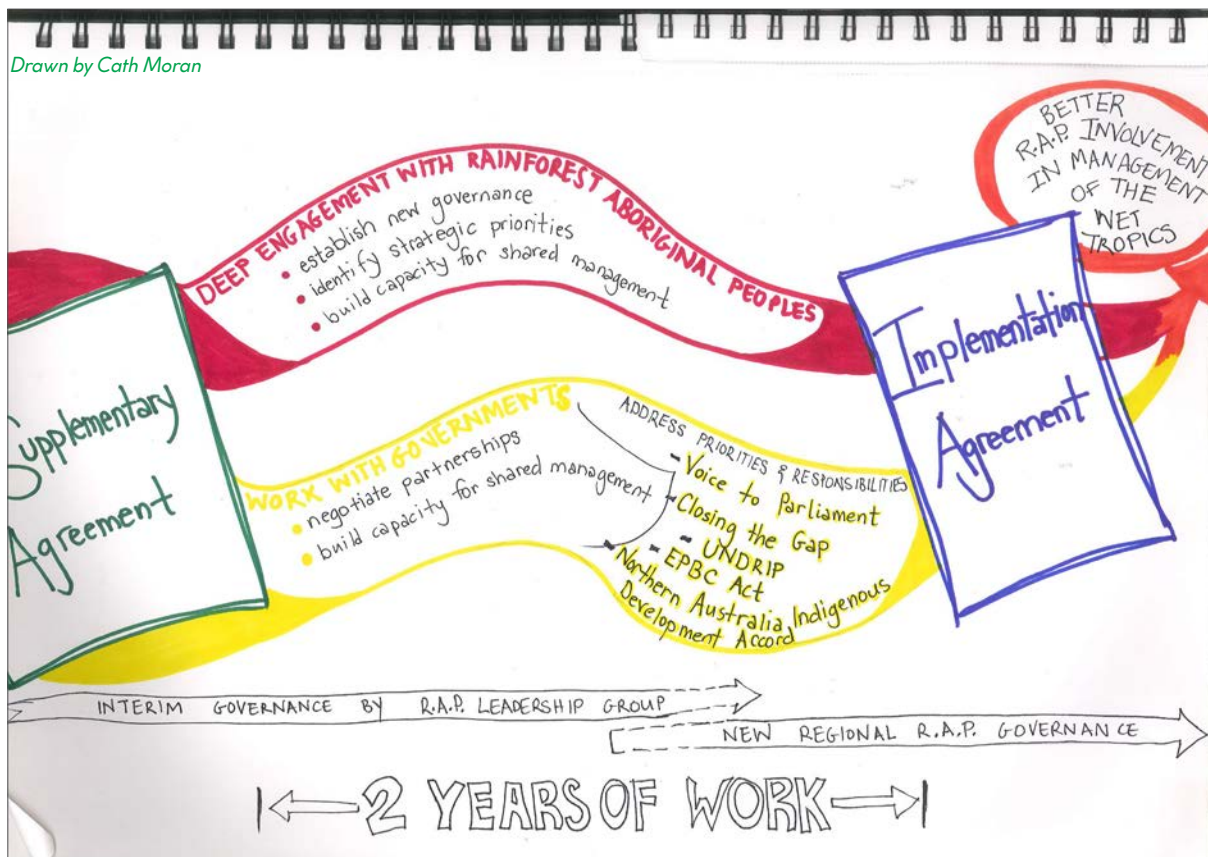 Drawn by Cath Moran
BETTER
R.A.P. INVOLVEMENT
IN MANAGEMENT
OF THE
WET
TROPICS
DEEP ENGAGEMENT WITH RAINFOREST ABORIGINAL PEOPLES
• establish new governance
• identify strategic priorities
• build capacity for shared management
Supplementary
Agreement
Implementation
Agreement
WORK WITH GOVERNMENTS
• negotiate partnerships
• build capacity for shared management
ADDRESS PRIORITIES & RESPONSIBILITIES
- Voice to Parliament
- Closing the Gap
- UNDRIP
- EPBC Act
- Northern Australia Indigenous
Development Accord
INTERIM GOVERNANCE BY R.A.P. LEADERSHIP GROUP
NEW REGIONAL R.A.P. GOVERNANCE
2 YEARS OF WORK